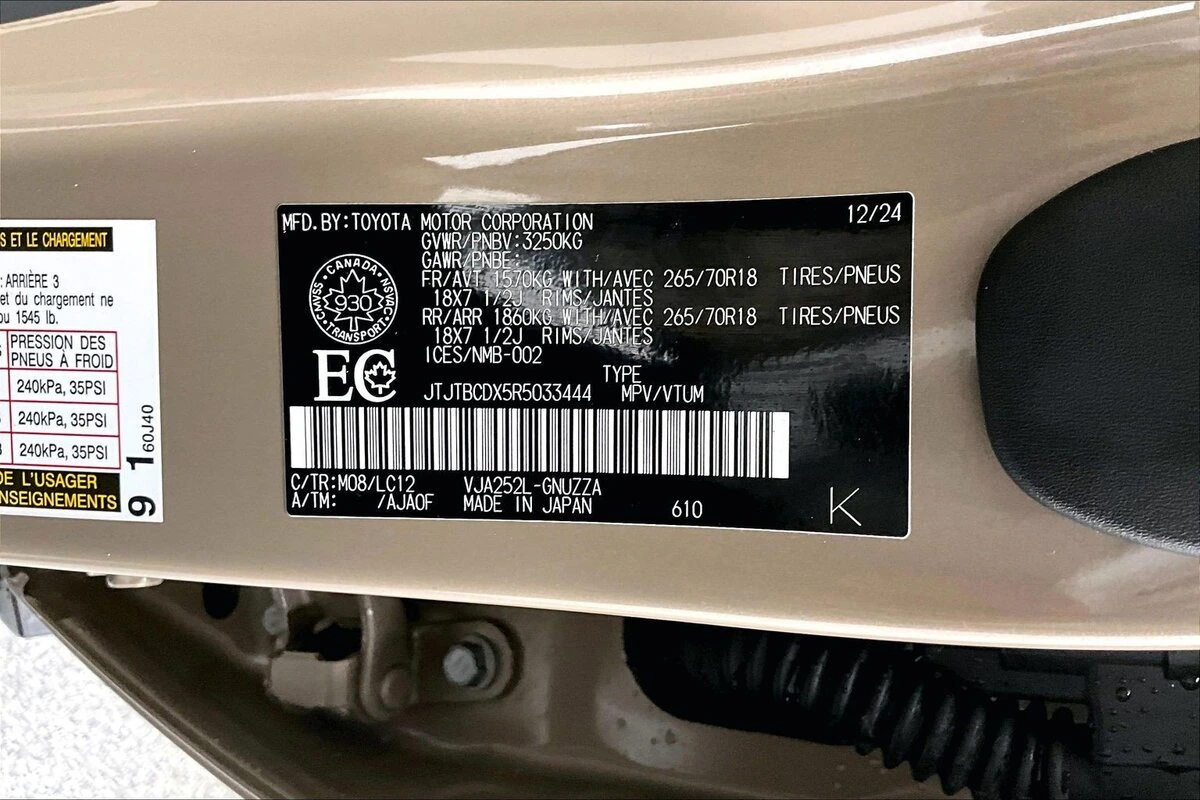 S ET LE CHARGEMENT
: ARRIÈRE 3
et du chargement ne
ou 1545 lb.
PRESSION DES
PNEUS À FROID
240kPa, 35PSI
240kPa, 35PSI
240kPa, 35PSI
DE L'USAGER
NSEIGNEMENTS
91
60J40
MFD.BY:TOYOTA MOTOR CORPORATION 12/24
GVWR/PNBV:3250KG
GAWR/PNBE:
FR/AVT 1570KG WITH/AVEC 265/70R18 TIRES/PNEUS
18X7 1/2J RIMS/JANTES
RR/ARR 1860KG WITH/AVEC 265/70R18 TIRES/PNEUS
18X7 1/2J RIMS/JANTES
ICES/NMB-002
CANADA
CMVSS
930
NSVAC
TRANSPORT
EC
TYPE
JTJTBCDX5R5033444 MPV/VTUM
C/TR:M08/LC12 VJA252L-GNUZZA
A/TM: /AJA0F MADE IN JAPAN 610
K